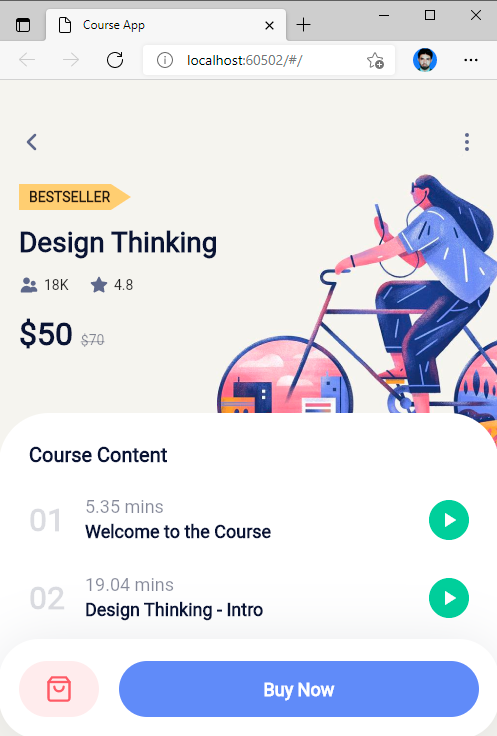 Course App
localhost:60502/#/
BESTSELLER
Design Thinking
18K 4.8
$50 $70
Course Content
01
5.35 mins
Welcome to the Course
02
19.04 mins
Design Thinking - Intro
Buy Now